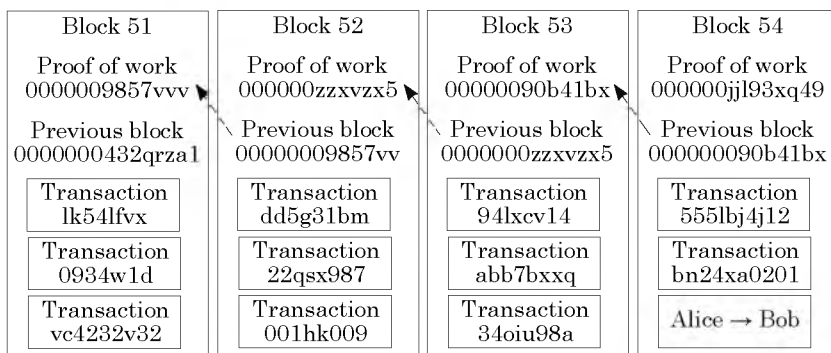 Block 51
Proof of work
0000009857vvv
Previous block
0000000432qrza1
Transaction
lk54lfvx
Transaction
0934w1d
Transaction
vc4232v32
Block 52
Proof of work
000000zzxvzx5
Previous block
00000009857vv
Transaction
dd5g31bm
Transaction
22qsx987
Transaction
001hk009
Block 53
Proof of work
00000090b41bx
Previous block
0000000zzxvzx5
Transaction
94lxcv14
Transaction
abb7bxxq
Transaction
34oiu98a
Block 54
Proof of work
000000jjl93xq49
Previous block
000000090b41bx
Transaction
555lbj4j12
Transaction
bn24xa0201
Alice → Bob